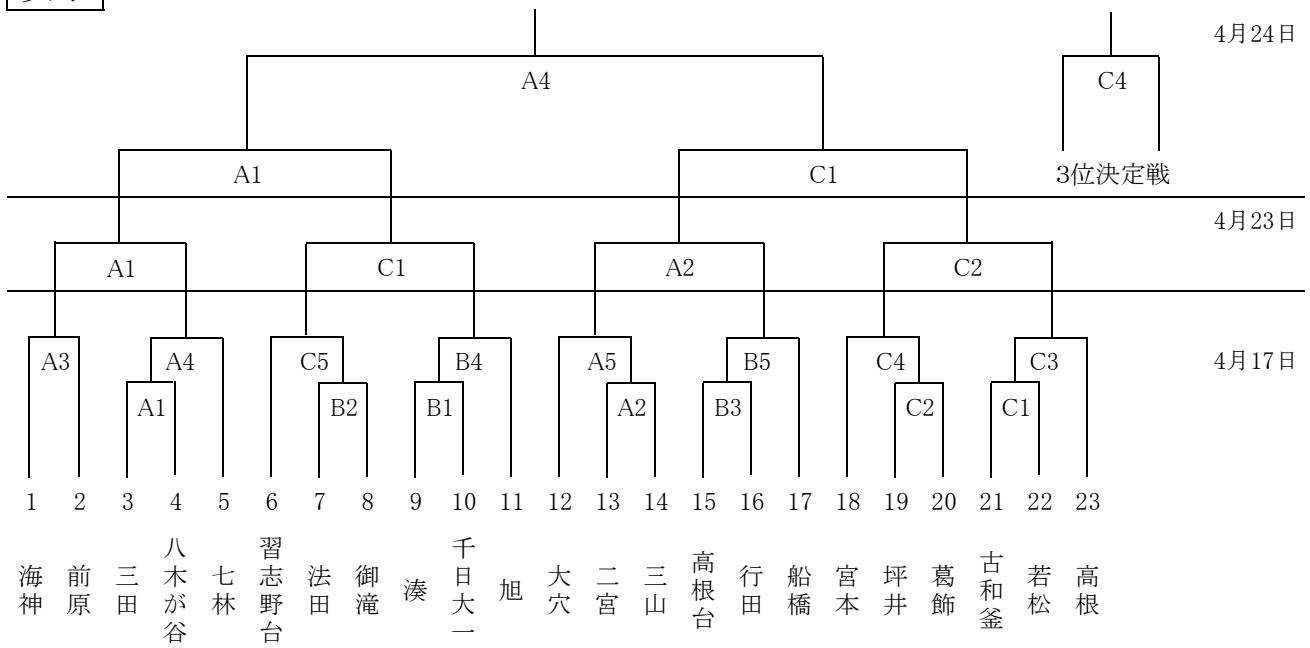 4月24日
A4 C4
A1 C1 3位決定戦
4月23日
A1 C1 A2 C2
A3 A4 C5 B4 A5 B5 C4 C3 4月17日
A1 B2 B1 A2 B3 C2 C1
1 2 3 4 5 6 7 8 9 10 11 12 13 14 15 16 17 18 19 20 21 22 23
海神
前原
三田
八木が谷
七林
習志野台
法田
御滝
湊
千日大一
旭
大穴
二宮
三山
高根台
行田
船橋
宮本
坪井
葛飾
古和釜
若松
高根